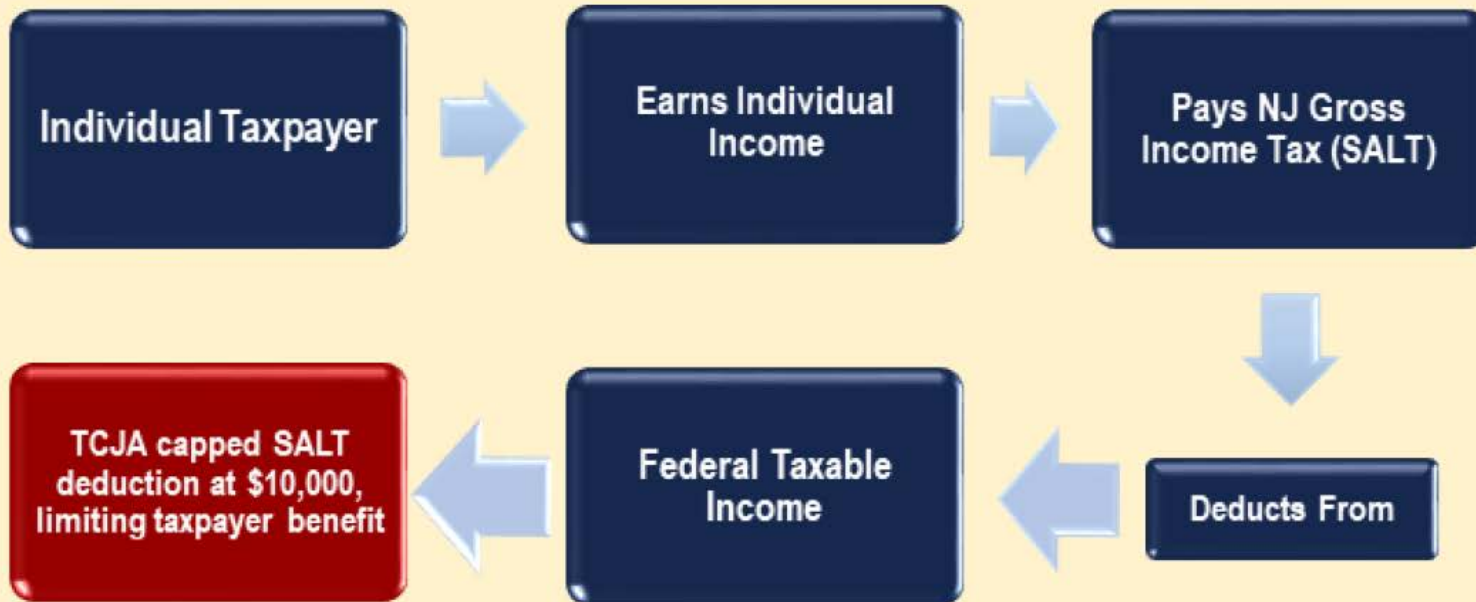 Individual Taxpayer
Earns Individual
Income
Pays NJ Gross
Income Tax (SALT)
Deducts From
Federal Taxable
Income
TCJA capped SALT
deduction at $10,000,
limiting taxpayer benefit